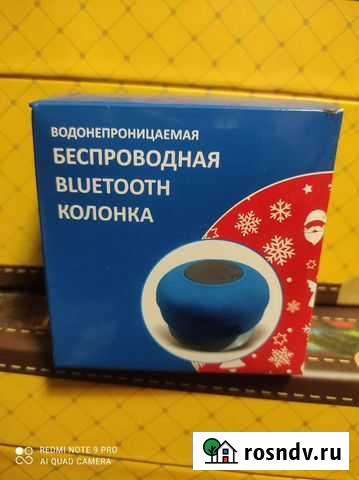 ВОДОНЕПРОНИЦАЕМАЯ
БЕСПРОВОДНАЯ
BLUETOOTH
КОЛОНКА
REDMI NOTE 9 PRO
AI QUAD CAMERA
rosndv.ru